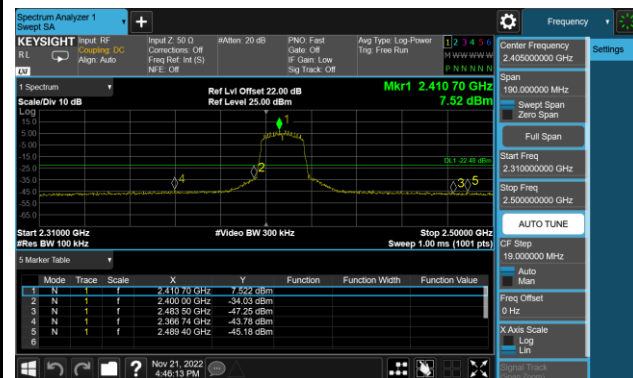 Spectrum Analyzer 1
Swept SA
+
Frequency
KEYSIGHT
RL
LXI
Input: RF
Coupling: DC
Align: Auto
Input Z: 50 Ω
Corrections: Off
Freq Ref: Int (S)
NFE: Off
#Atten: 20 dB
PNO: Fast
Gate: Off
IF Gain: Low
Sig Track: Off
Avg Type: Log-Power
Trig: Free Run
1 2 3 4 5 6
M W W W W W
P N N N N N
1 Spectrum
Scale/Div 10 dB
Log
Ref Lvl Offset 22.00 dB
Ref Level 25.00 dBm
Mkr1 2.410 70 GHz
7.52 dBm
15.0
5.00
-5.00
-15.0
-25.0
-35.0
-45.0
-55.0
-65.0
1
2
3
4
5
DL1 -22.48 dBm
Start 2.31000 GHz
#Res BW 100 kHz
#Video BW 300 kHz
Stop 2.50000 GHz
Sweep 1.00 ms (1001 pts)
5 Marker Table
Mode Trace Scale X Y Function Function Width Function Value
1 N 1 f 2.410 70 GHz 7.522 dBm
2 N 1 f 2.400 00 GHz -34.03 dBm
3 N 1 f 2.483 50 GHz -47.25 dBm
4 N 1 f 2.366 74 GHz -43.78 dBm
5 N 1 f 2.489 40 GHz -45.18 dBm
6
?
Nov 21, 2022
4:46:13 PM
Center Frequency
2.405000000 GHz
Settings
Span
190.000000 MHz
Swept Span
Zero Span
Full Span
Start Freq
2.310000000 GHz
Stop Freq
2.500000000 GHz
AUTO TUNE
CF Step
19.000000 MHz
Auto
Man
Freq Offset
0 Hz
X Axis Scale
Log
Lin
Signal Track
(Span Zoom)